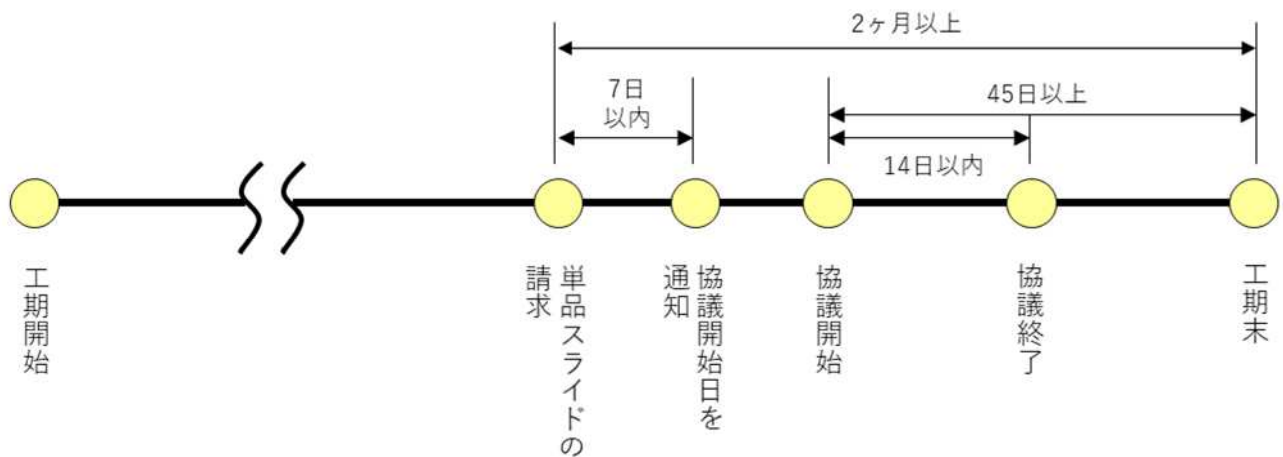 2ヶ月以上
7日
以内
45日以上
14日以内
工期開始
単品スライドの
請求
協議開始日を
通知
協議開始
協議終了
工期末